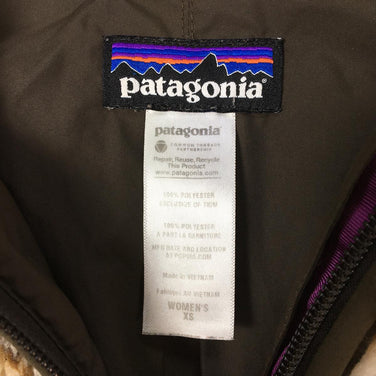 patagonia
patagonia
COMMON THREADS
PARTNERSHIP
Repair, Reuse, Recycle
This Product
www.patagonia.com
100% POLYESTER
EXCLUSIVE OF TRIM
100% POLYESTER
A PART LA GARNITURE
MFG DATE AND LOCATION
AT PCPGPSI.COM
Made in VIETNAM
Fabriqué AU VIETNAM
WOMEN'S
XS